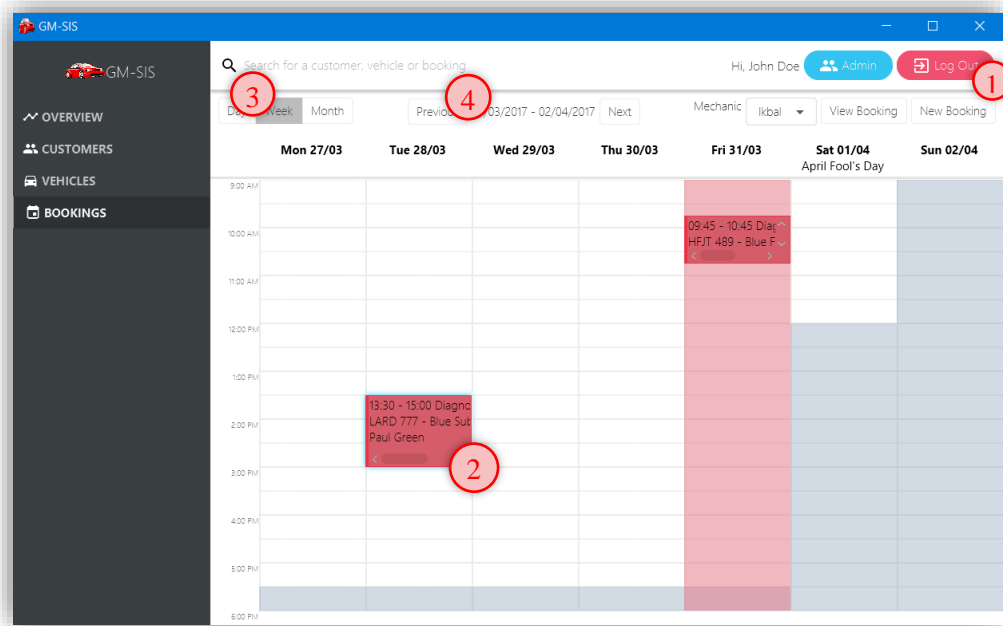 GM-SIS
GM-SIS
Search for a customer, vehicle or booking
Hi, John Doe
Admin
Log Out
1
3
4
Day
Week
Month
Previous
03/2017 - 02/04/2017
Next
Mechanic
Ikbal
View Booking
New Booking
OVERVIEW
CUSTOMERS
VEHICLES
BOOKINGS
Mon 27/03
Tue 28/03
Wed 29/03
Thu 30/03
Fri 31/03
Sat 01/04
April Fool's Day
Sun 02/04
9:00 AM
10:00 AM
11:00 AM
12:00 PM
1:00 PM
2:00 PM
3:00 PM
4:00 PM
5:00 PM
6:00 PM
09:45 - 10:45 Diag
HFJT 489 - Blue F
13:30 - 15:00 Diagno
LARD 777 - Blue Sub
Paul Green
2